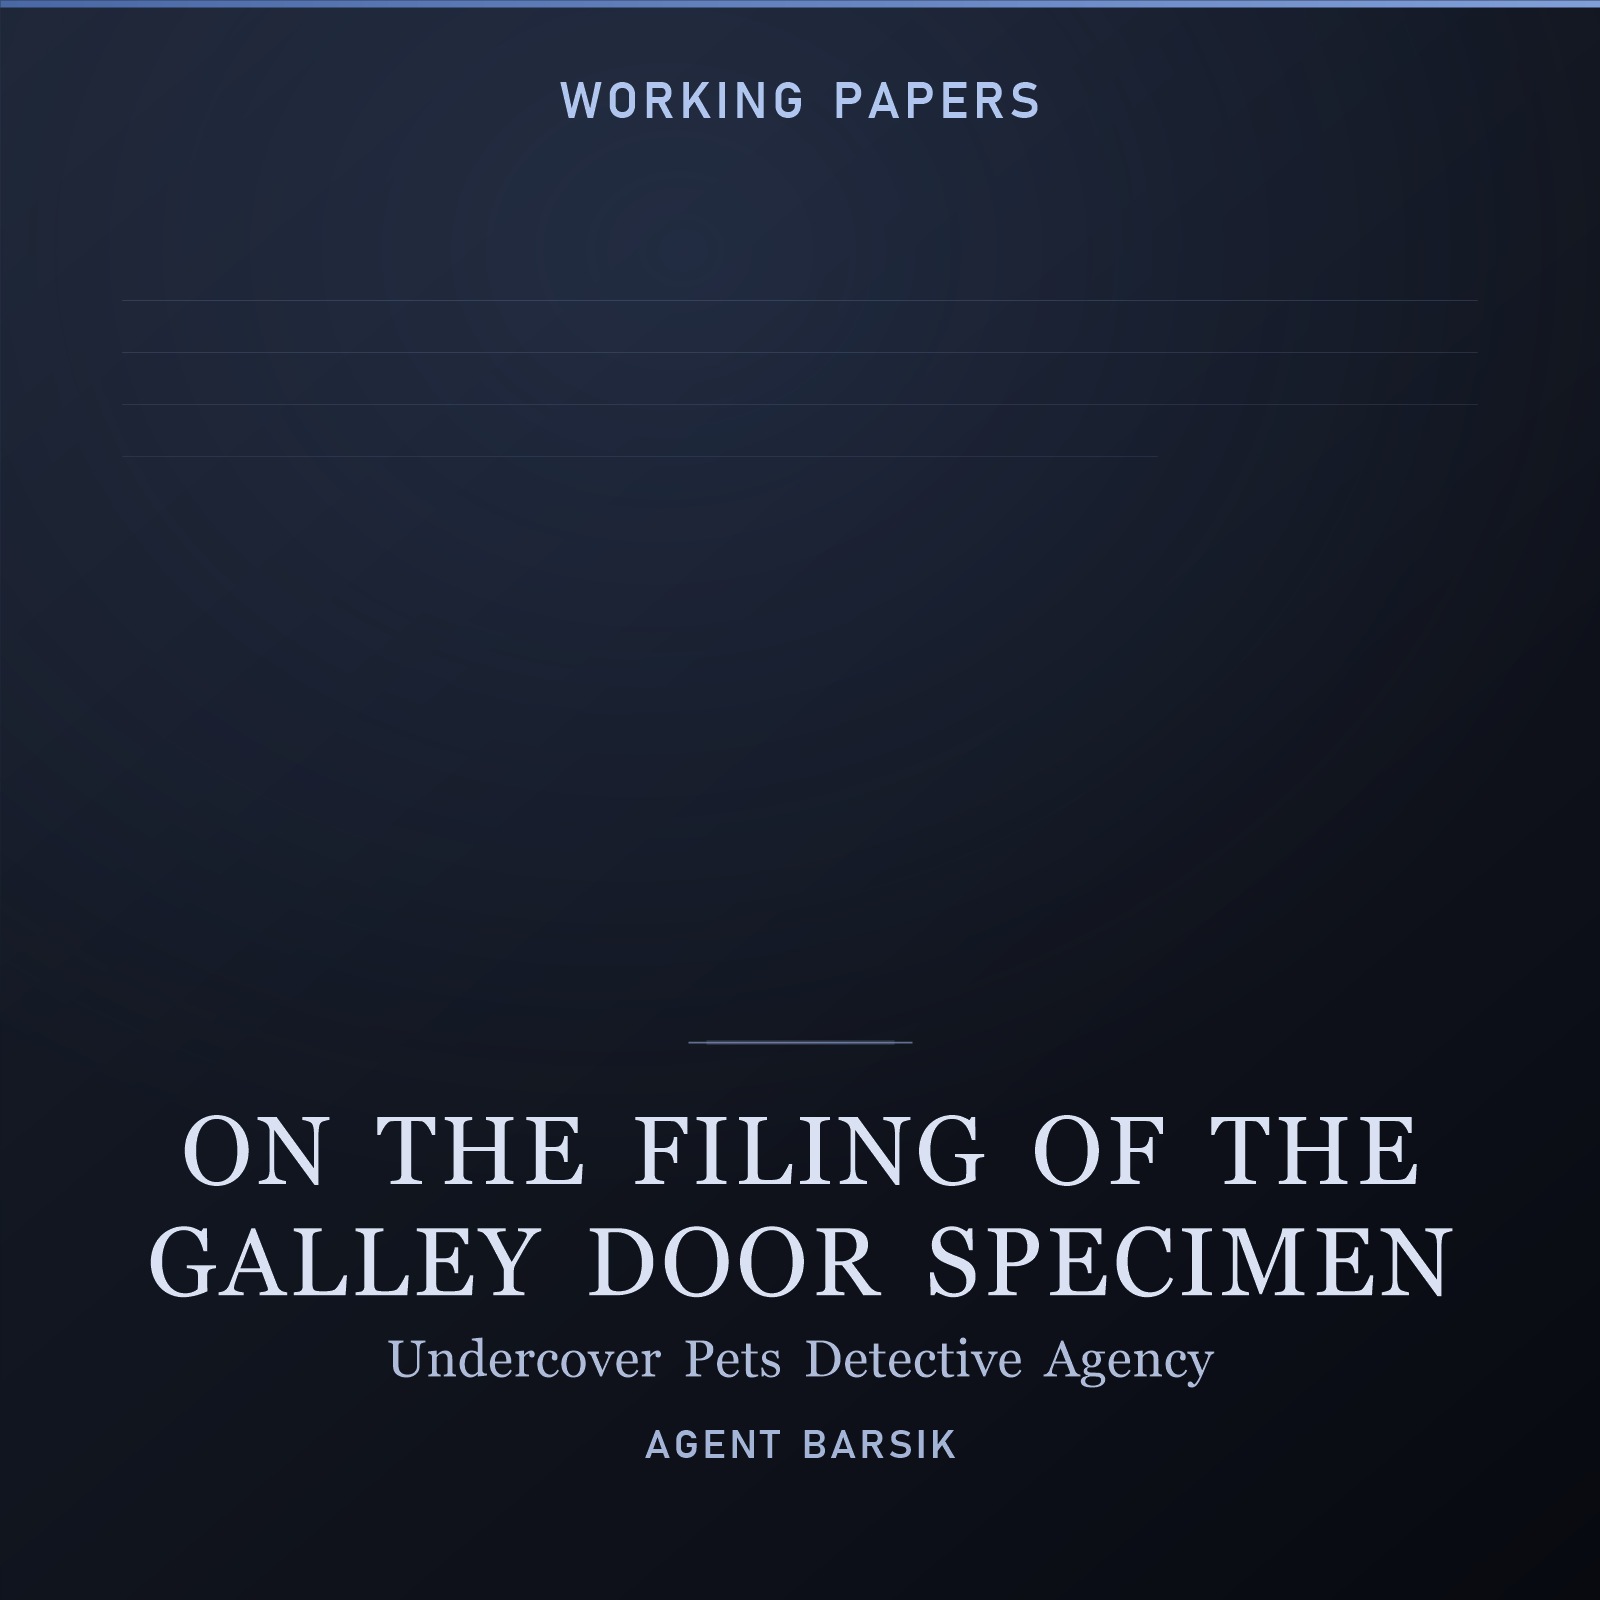 WORKING PAPERS
ON THE FILING OF THE
GALLEY DOOR SPECIMEN
Undercover Pets Detective Agency
AGENT BARSIK